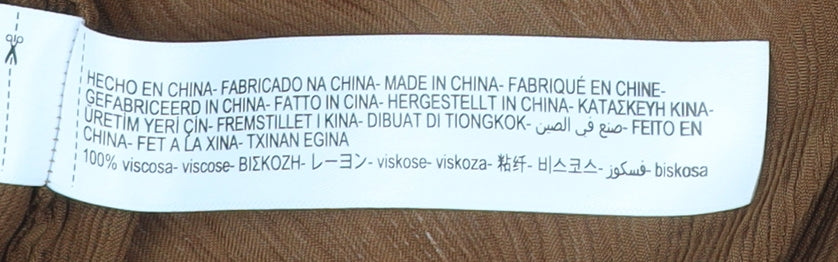 HECHO EN CHINA- FABRICADO NA CHINA- MADE IN CHINA- FABRIQUÉ EN CHINE-
GEFABRICEERD IN CHINA- FATTO IN CINA- HERGESTELLT IN CHINA- ΚΑΤΑΣΚΕΥΗ ΚΙΝΑ-
ÜRETİM YERİ ÇİN- FREMSTILLET I KINA- DIBUAT DI TIONGKOK- صنع في الصين- FEITO EN
CHINA- FET A LA XINA- TXINAN EGINA
100% viscosa- viscose- ΒΙΣΚΟΖΗ- レーヨン- viskose- viskoza- 粘纤- 비스코스- فسكوز- biskosa